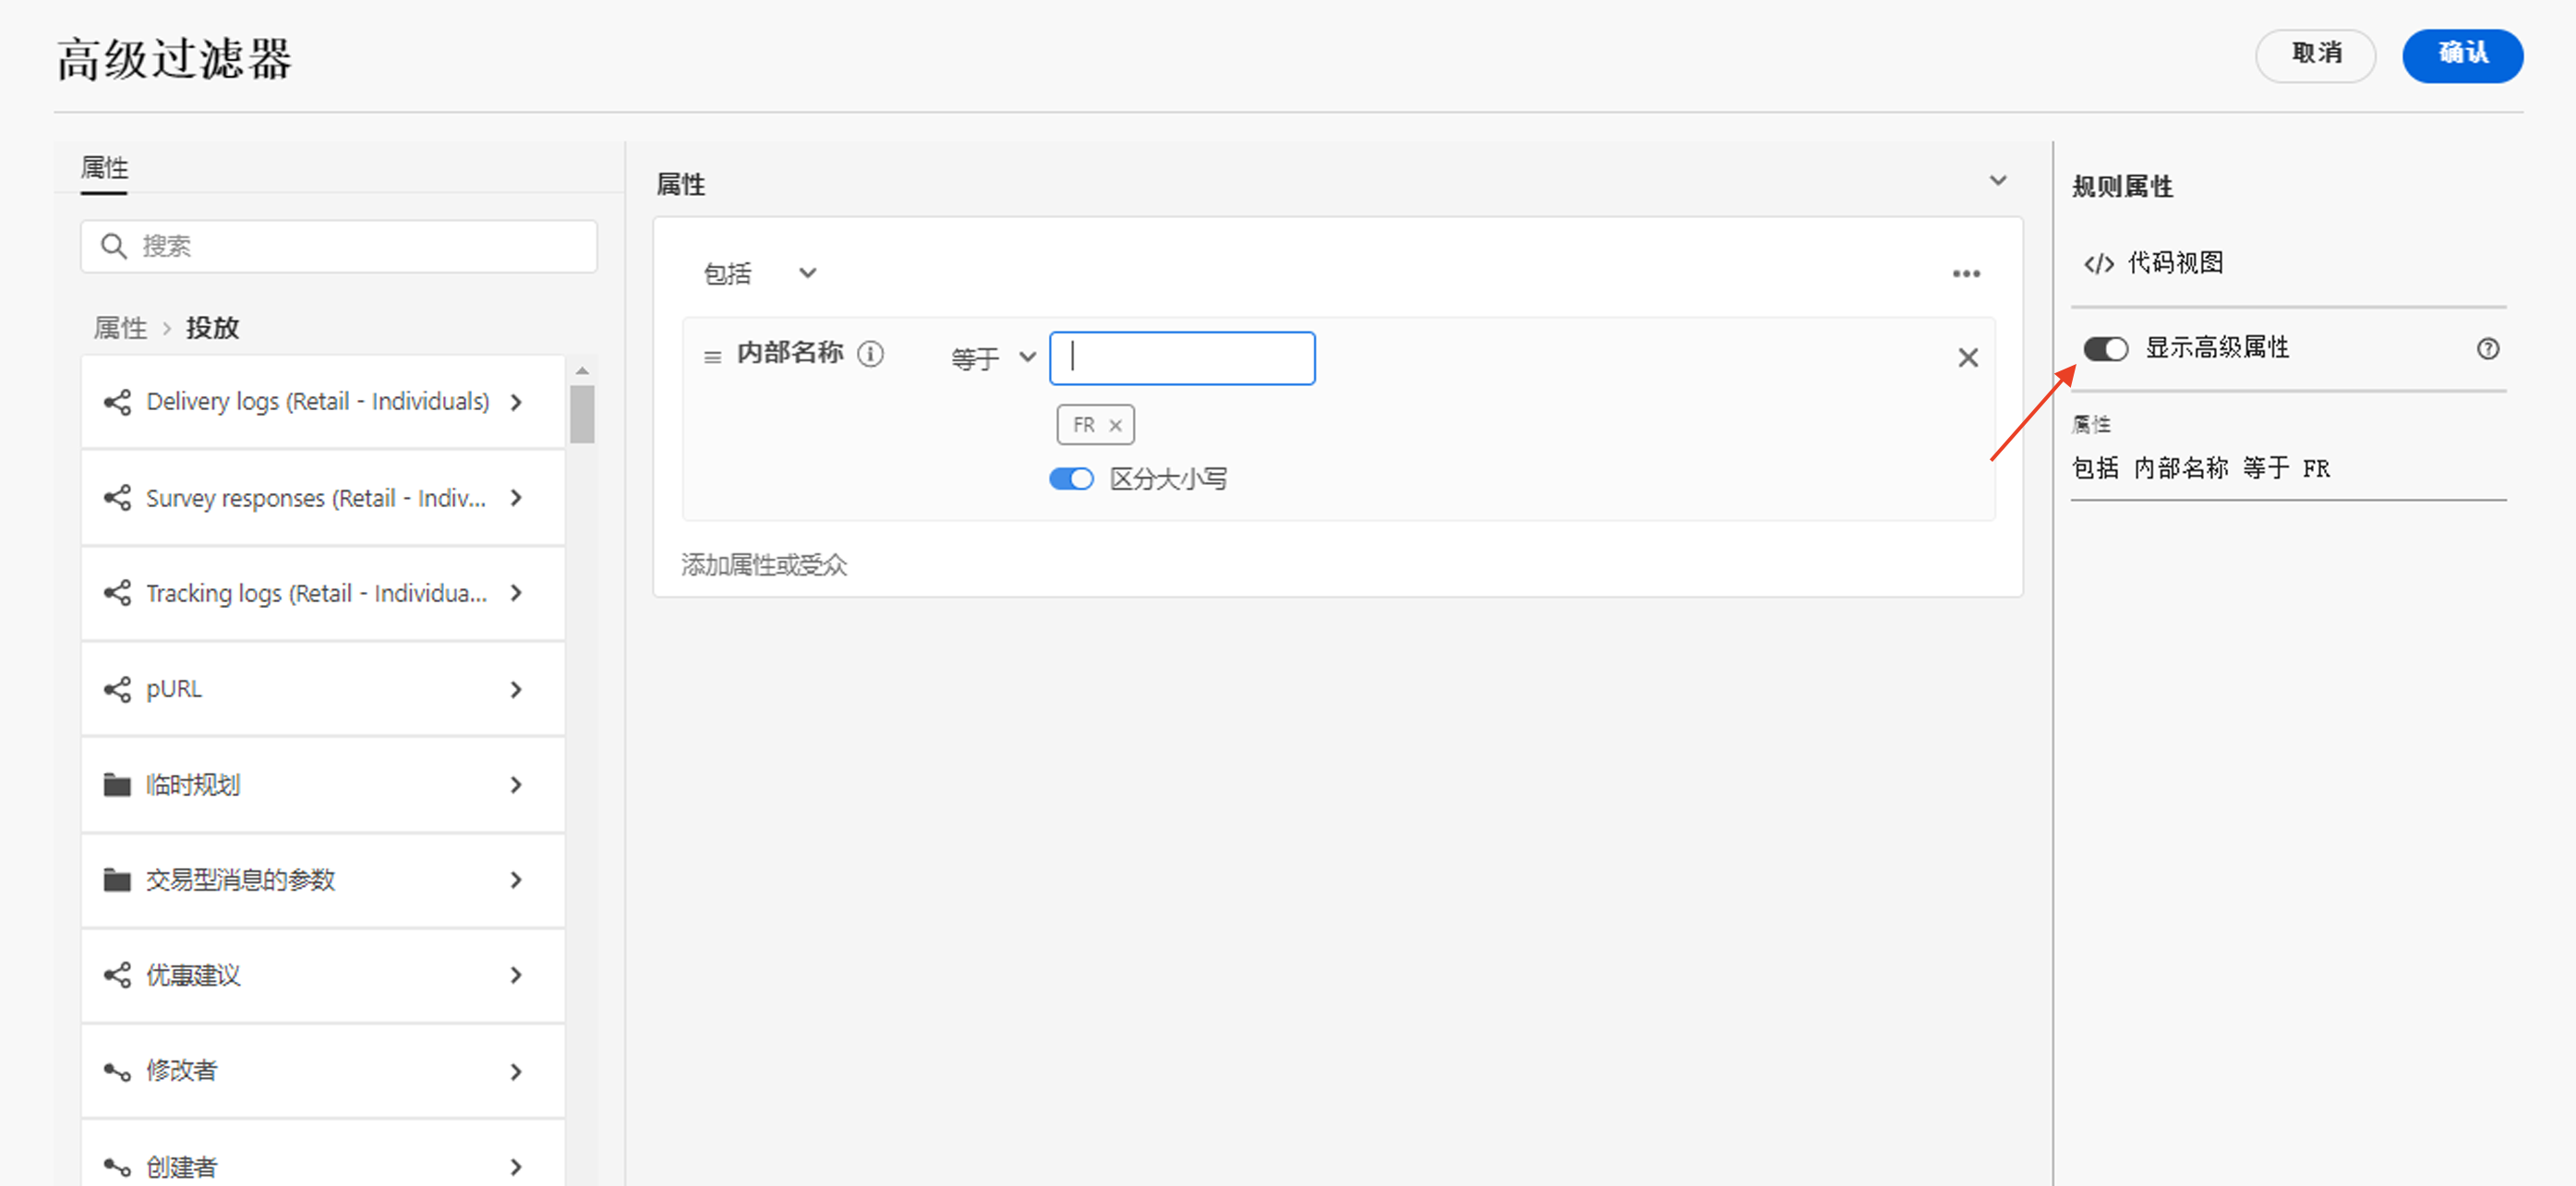 高级过滤器
取消
确认
属性
搜索
属性 > 投放
Delivery logs (Retail - Individuals)
Survey responses (Retail - Indiv...
Tracking logs (Retail - Individua...
pURL
临时规划
交易型消息的参数
优惠建议
修改者
创建者
属性
包括
内部名称
等于
FR
区分大小写
添加属性或受众
规则属性
代码视图
显示高级属性
属性
包括 内部名称 等于 FR